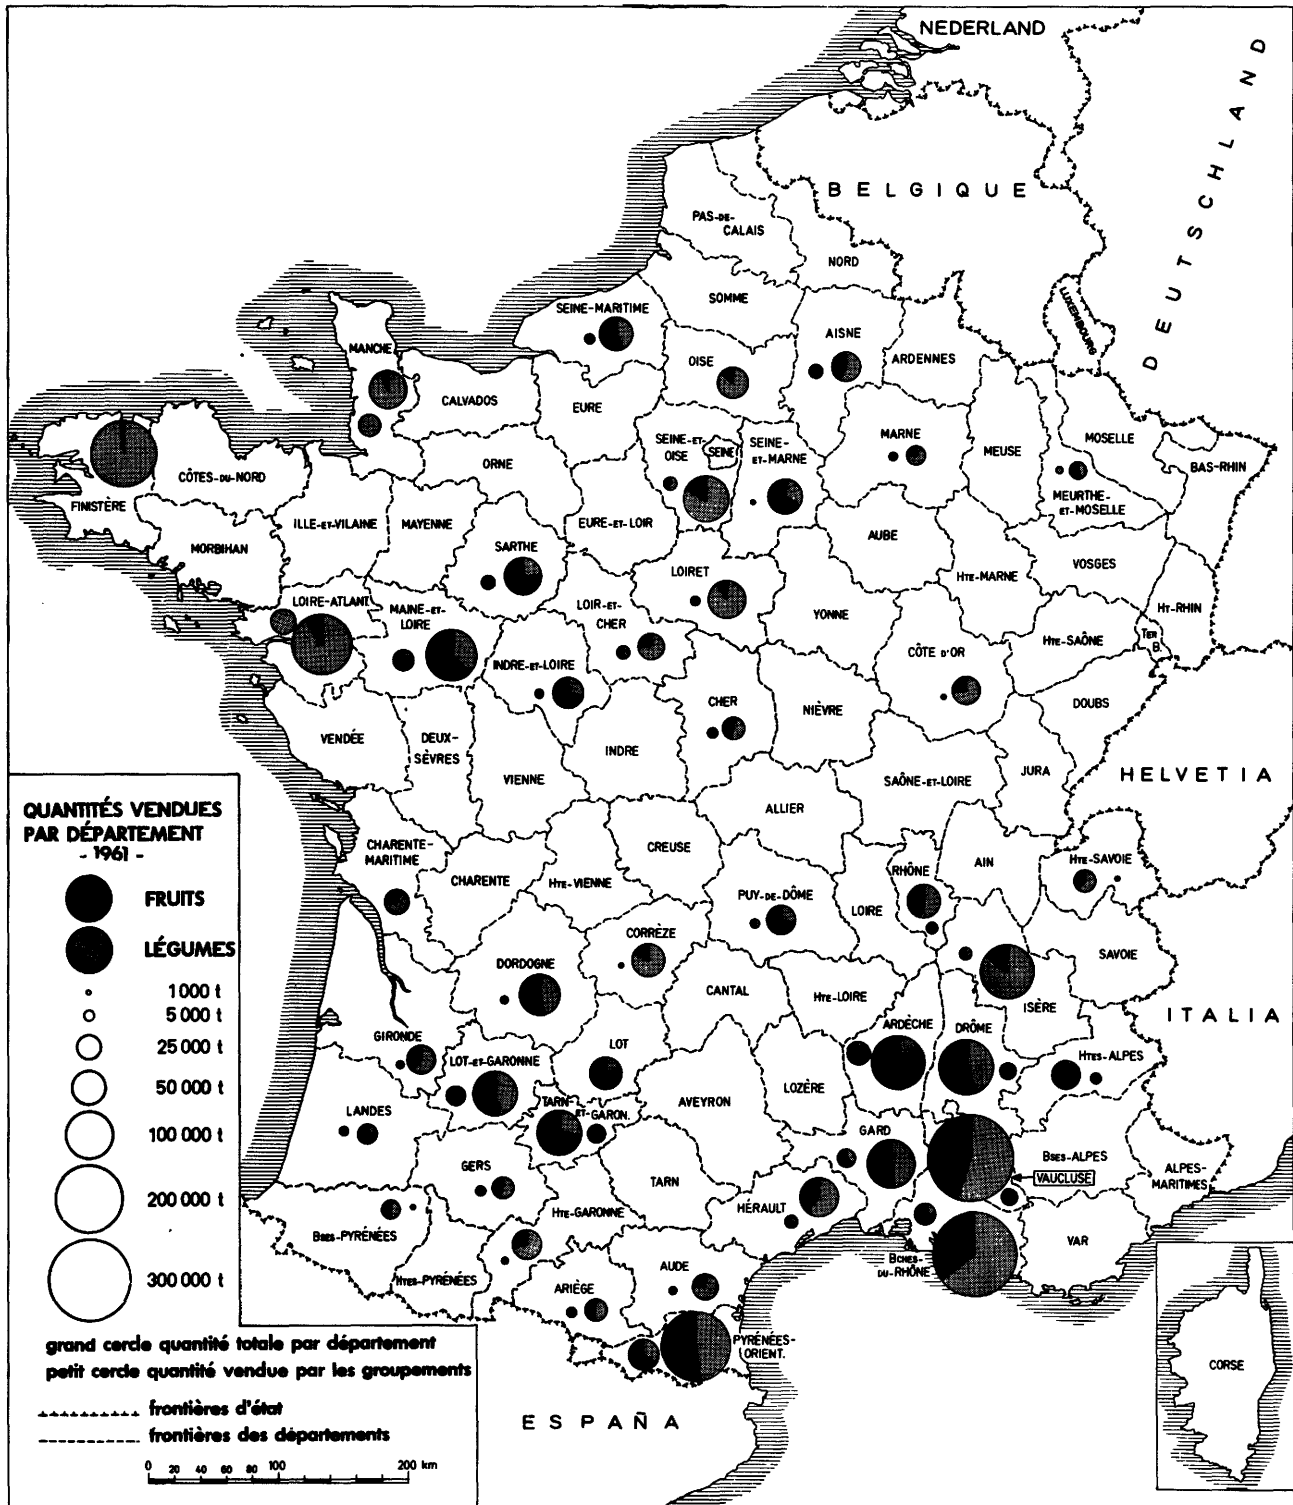 NEDERLAND
DEUTSCHLAND
BELGIQUE
LUXEMBOURG
PAS-DE-
CALAIS
NORD
SOMME
SEINE-MARITIME
AISNE
OISE
ARDENNES
MANCHE
CALVADOS
EURE
SEINE-ET-
OISE
SEINE
SEINE-
ET-MARNE
MARNE
MEUSE
MOSELLE
MEURTHE-
ET-MOSELLE
BAS-RHIN
FINISTÈRE
CÔTES-DU-NORD
ORNE
ILLE-ET-VILAINE
MAYENNE
EURE-ET-LOIR
MORBIHAN
SARTHE
LOIRET
AUBE
HTE-MARNE
VOSGES
HT-RHIN
LOIRE-ATLANT
MAINE-ET-
LOIRE
LOIR-ET-
CHER
INDRE-ET-LOIRE
YONNE
CÔTE D'OR
HTE-SAÔNE
TER
B.
DOUBS
CHER
NIÈVRE
VENDÉE
DEUX-
SÈVRES
VIENNE
INDRE
SAÔNE-ET-LOIRE
JURA
HELVETIA
ALLIER
CHARENTE-
MARITIME
CHARENTE
HTE-VIENNE
CREUSE
PUY-DE-DÔME
LOIRE
RHÔNE
AIN
HTE-SAVOIE
SAVOIE
CORRÈZE
DORDOGNE
CANTAL
HTE-LOIRE
ISÈRE
ITALIA
GIRONDE
LOT-ET-GARONNE
LOT
ARDÈCHE
DRÔME
HTES-ALPES
LOZÈRE
AVEYRON
LANDES
TARN
ET-GARON.
GARD
BSES-ALPES
VAUCLUSE
ALPES-
MARITIMES
GERS
TARN
HTE-GARONNE
HÉRAULT
BSES-PYRÉNÉES
HTES-PYRÉNÉES
BCHES-
DU-RHÔNE
VAR
ARIÈGE
AUDE
PYRÉNÉES-
ORIENT.
CORSE
ESPAÑA
QUANTITÉS VENDUES
PAR DÉPARTEMENT
- 1961 -
FRUITS
LÉGUMES
1000 t
5 000 t
25 000 t
50 000 t
100 000 t
200 000 t
300 000 t
grand cercle quantité totale par département
petit cercle quantité vendue par les groupements
frontières d'état
frontières des départements
0 20 40 60 80 100 200 km